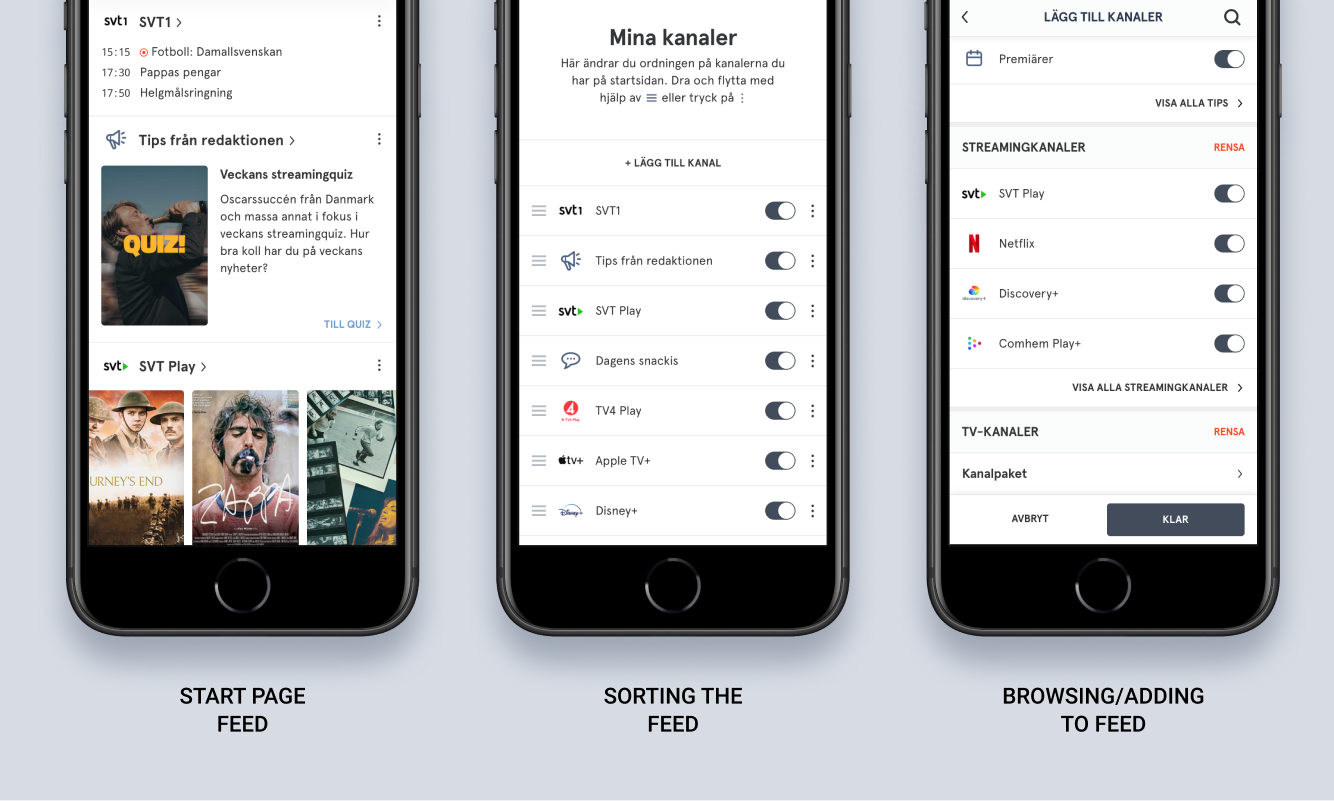 svt1 SVT1 >
15:15 Fotboll: Damallsvenskan
17:30 Pappas pengar
17:50 Helgmålsringning
Tips från redaktionen >
QUIZ!
Veckans streamingquiz
Oscarssuccén från Danmark
och massa annat i fokus i
veckans streamingquiz. Hur
bra koll har du på veckans
nyheter?
TILL QUIZ >
svt SVT Play >
URNEY'S END
ZAPPA
START PAGE
FEED
Mina kanaler
Här ändrar du ordningen på kanalerna du
har på startsidan. Dra och flytta med
hjälp av ≡ eller tryck på ⋮
+ LÄGG TILL KANAL
svt1 SVT1
Tips från redaktionen
svt SVT Play
Dagens snackis
4 TV4 Play TV4 Play
tv+ Apple TV+
Disney+ Disney+
SORTING THE
FEED
LÄGG TILL KANALER
Premiärer
VISA ALLA TIPS >
STREAMINGKANALER RENSA
svt SVT Play
N Netflix
discovery+ Discovery+
Comhem Play+
VISA ALLA STREAMINGKANALER >
TV-KANALER RENSA
Kanalpaket >
AVBRYT KLAR
BROWSING/ADDING
TO FEED